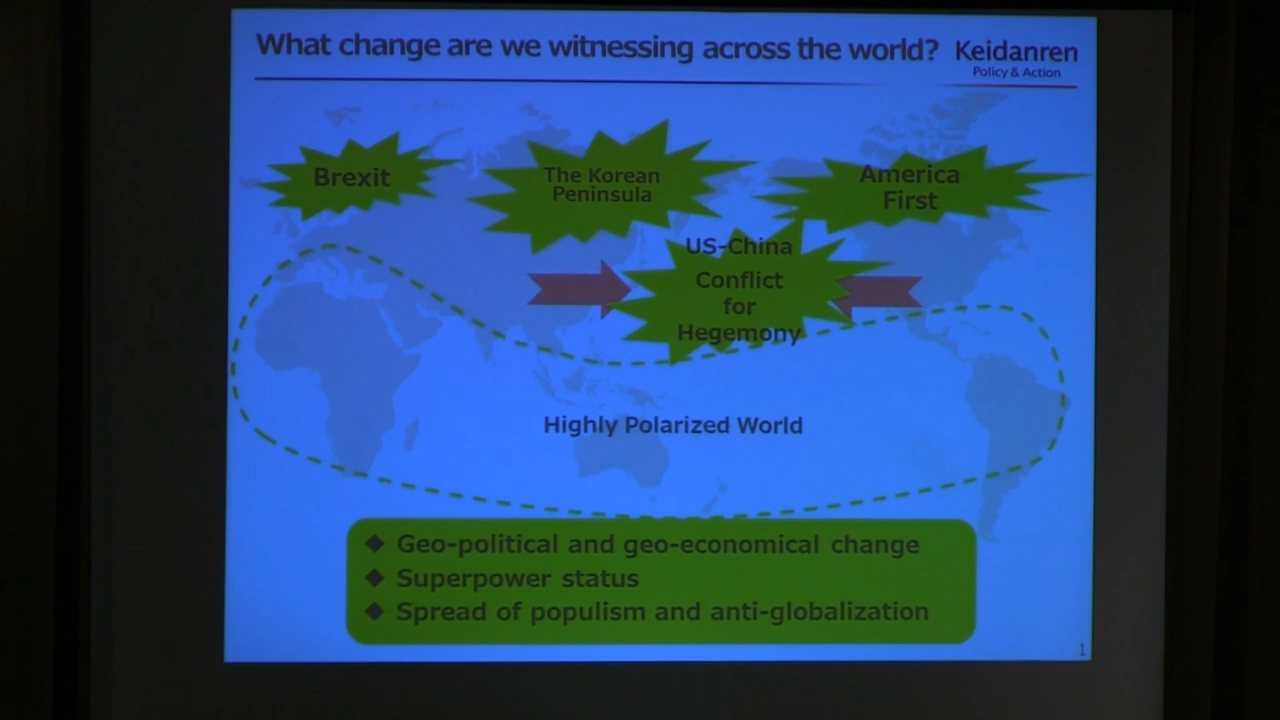 What change are we witnessing across the world?
Keidanren
Policy & Action
Brexit
The Korean
Peninsula
America
First
US-China
Conflict
for
Hegemony
Highly Polarized World
◆ Geo-political and geo-economical change
◆ Superpower status
◆ Spread of populism and anti-globalization
1